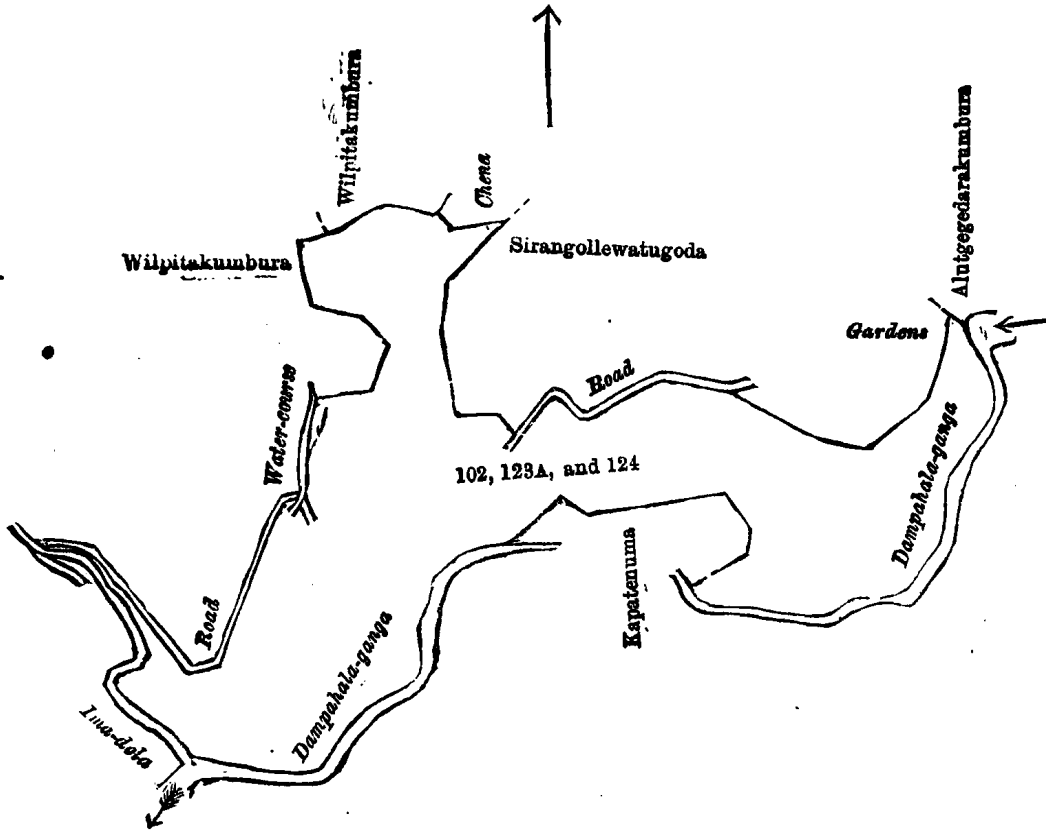 Wilpitakumbura
Chena
Wilpitakumbura
Sirangollewatugoda
Alutgegedarakumbura
Gardens
Road
Water-course
102, 123A, and 124
Dampahala-ganga
Kapatenuma
Road
Dampahala-ganga
Ima-dola